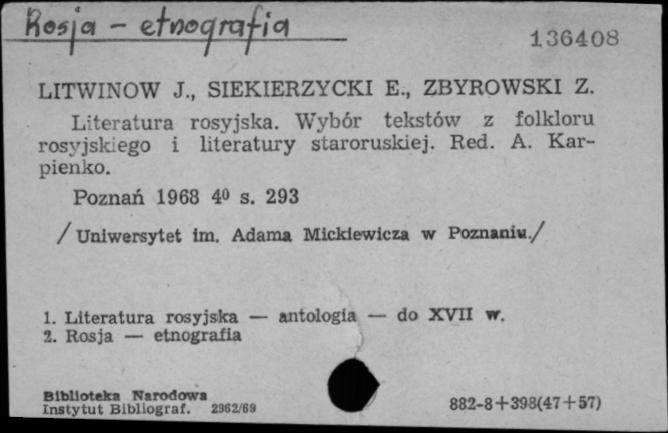 Rosja - etnografia
136408
LITWINOW J., SIEKIERZYCKI E., ZBYROWSKI Z.
Literatura rosyjska. Wybór tekstów z folkloru
rosyjskiego i literatury staroruskiej. Red. A. Kar-
pienko.
Poznań 1968 4⁰ s. 293
/ Uniwersytet im. Adama Mickiewicza w Poznaniu./
1. Literatura rosyjska — antologia — do XVII w.
2. Rosja — etnografia
Biblioteka Narodowa
Instytut Bibliograf. 2962/69
882-8+398(47+57)